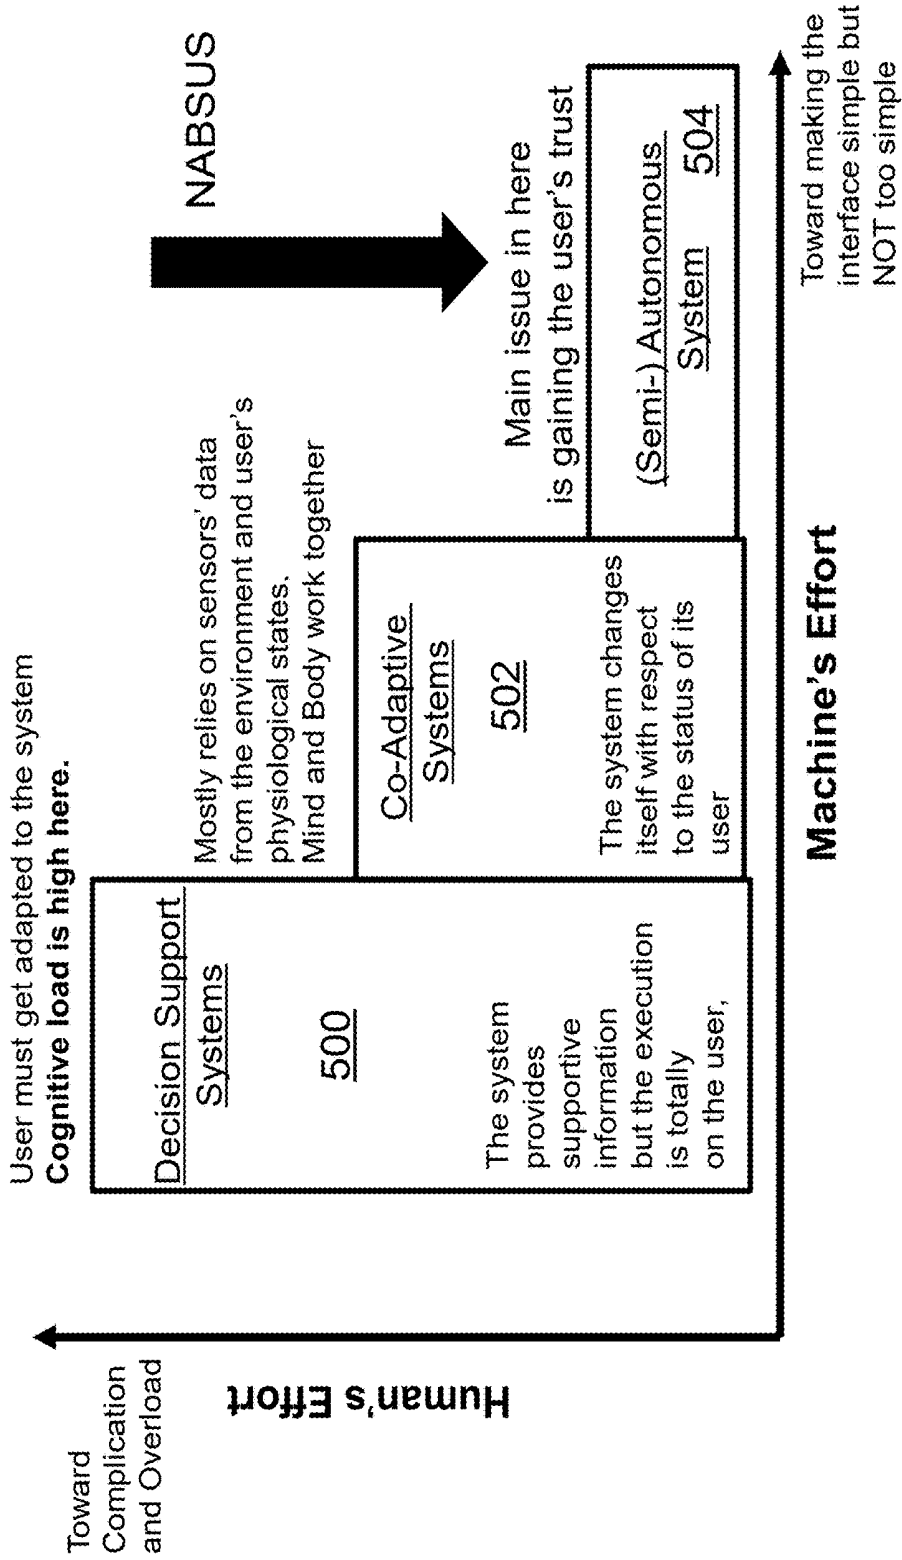 User must get adapted to the system
Cognitive load is high here.
Toward
Complication
and Overload
Human's Effort
Decision Support
Systems
500
The system
provides
supportive
information
but the execution
is totally
on the user,
Mostly relies on sensors' data
from the environment and user's
physiological states.
Mind and Body work together
Co-Adaptive
Systems
502
The system changes
itself with respect
to the status of its
user
NABSUS
Main issue in here
is gaining the user's trust
(Semi-) Autonomous
System 504
Machine's Effort
Toward making the
interface simple but
NOT too simple